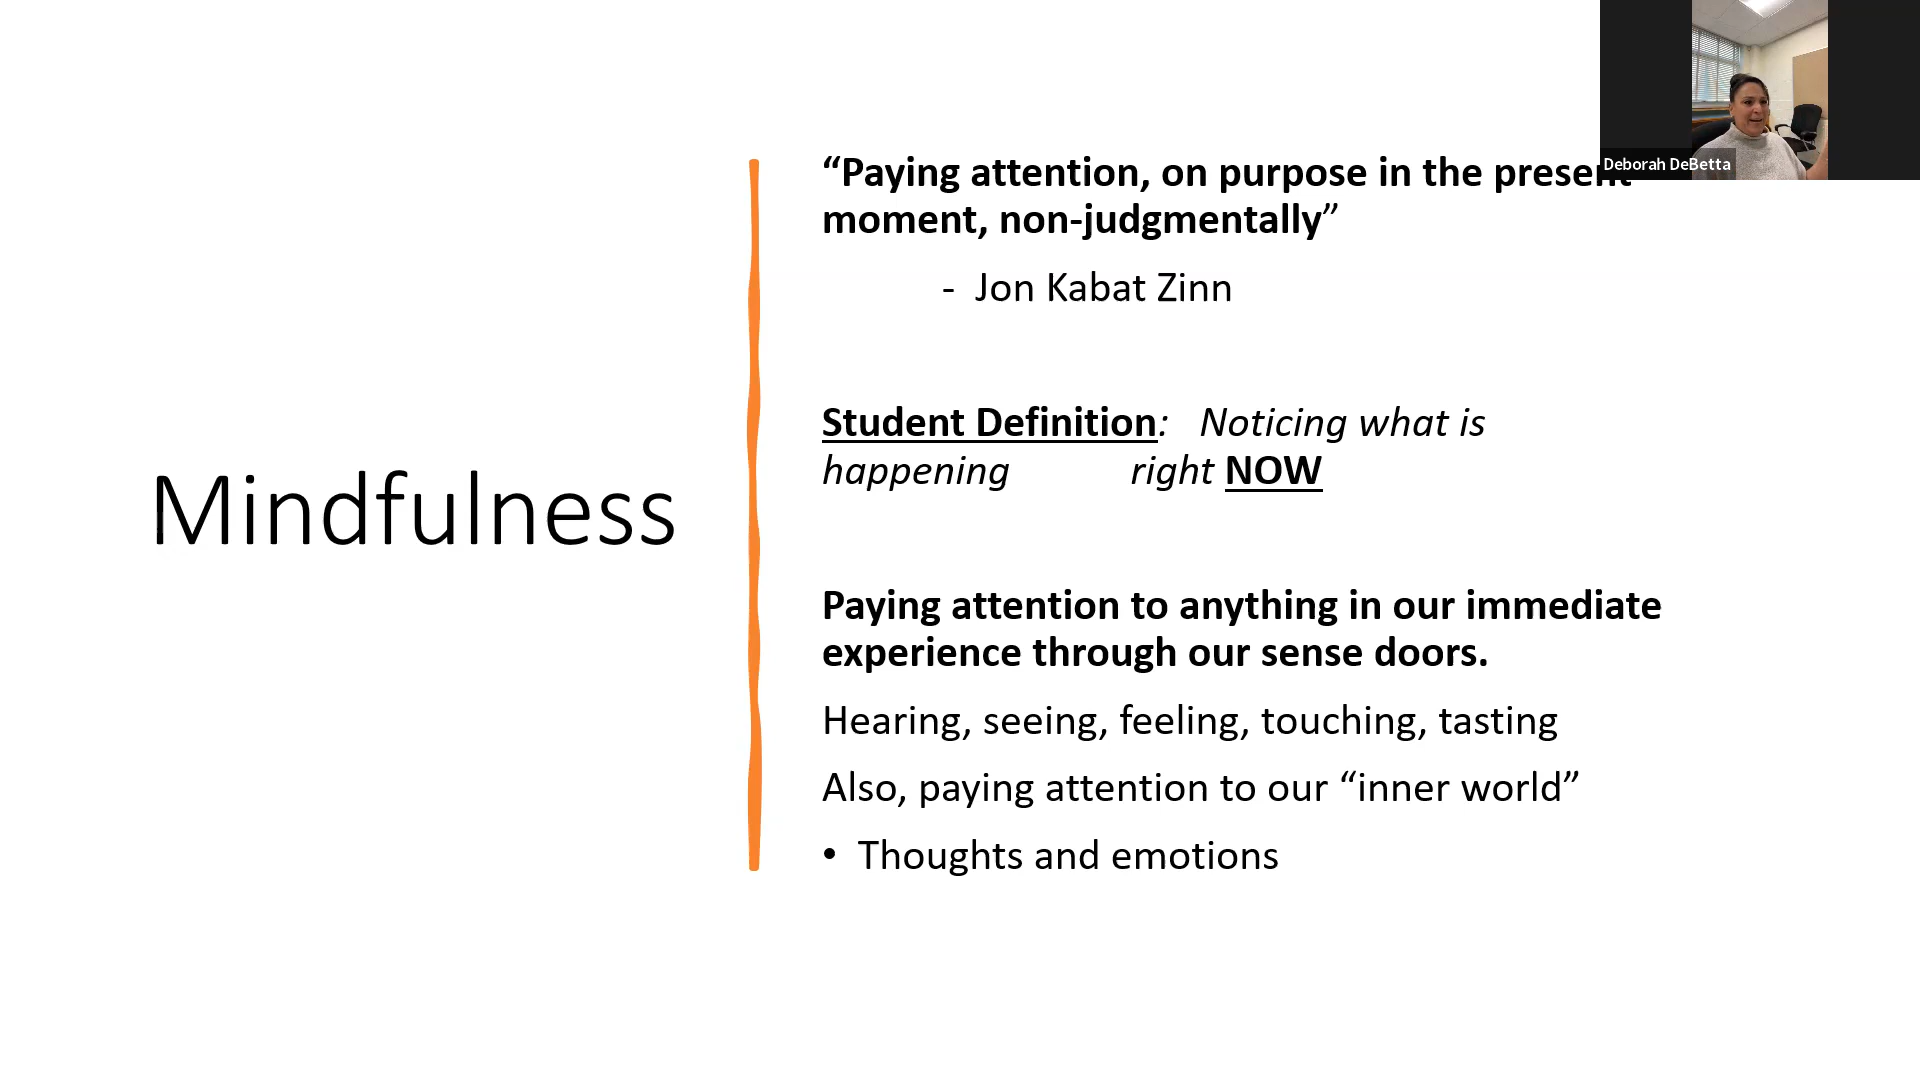 Deborah DeBetta
Mindfulness
“Paying attention, on purpose in the present
moment, non-judgmentally”
- Jon Kabat Zinn
Student Definition: Noticing what is
happening right NOW
Paying attention to anything in our immediate
experience through our sense doors.
Hearing, seeing, feeling, touching, tasting
Also, paying attention to our “inner world”
• Thoughts and emotions